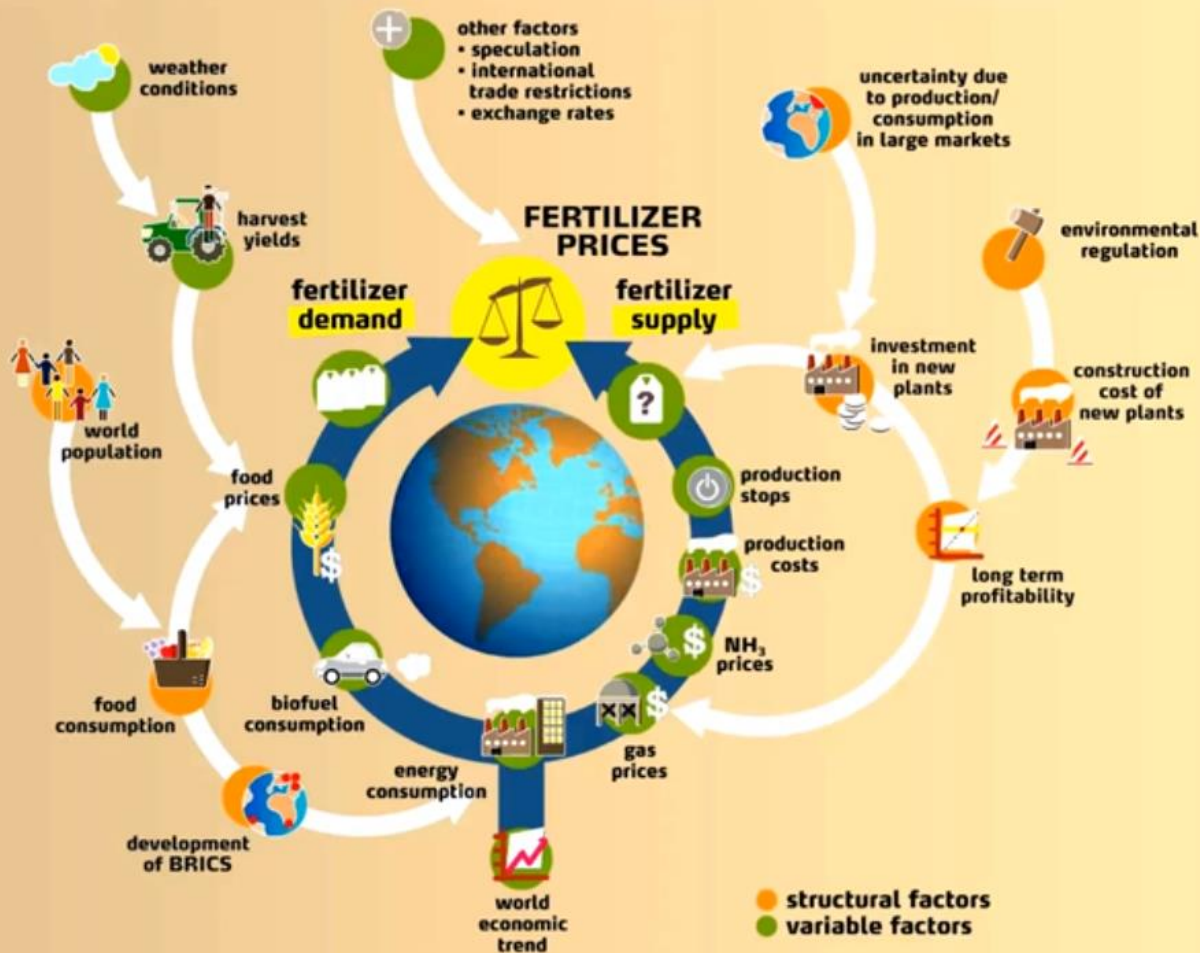 weather
conditions
other factors
▪ speculation
▪ international
trade restrictions
▪ exchange rates
uncertainty due
to production/
consumption
in large markets
harvest
yields
FERTILIZER
PRICES
environmental
regulation
fertilizer
demand
fertilizer
supply
?
investment
in new
plants
construction
cost of
new plants
world
population
food
prices
$
production
stops
production
costs
$
long term
profitability
$
NH₃
prices
food
consumption
biofuel
consumption
$
gas
prices
energy
consumption
development
of BRICS
world
economic
trend
structural factors
variable factors